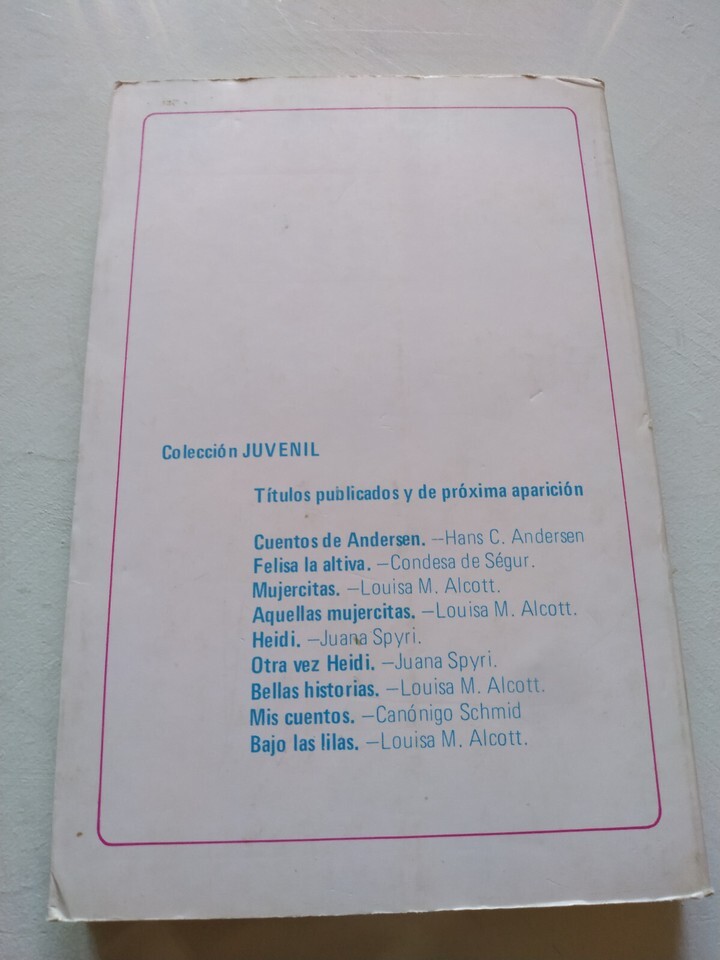 Colección JUVENIL
Títulos publicados y de próxima aparición
Cuentos de Andersen. —Hans C. Andersen
Felisa la altiva. —Condesa de Ségur.
Mujercitas. —Louisa M. Alcott.
Aquellas mujercitas. —Louisa M. Alcott.
Heidi. —Juana Spyri.
Otra vez Heidi. —Juana Spyri.
Bellas historias. —Louisa M. Alcott.
Mis cuentos. —Canónigo Schmid
Bajo las lilas. —Louisa M. Alcott.